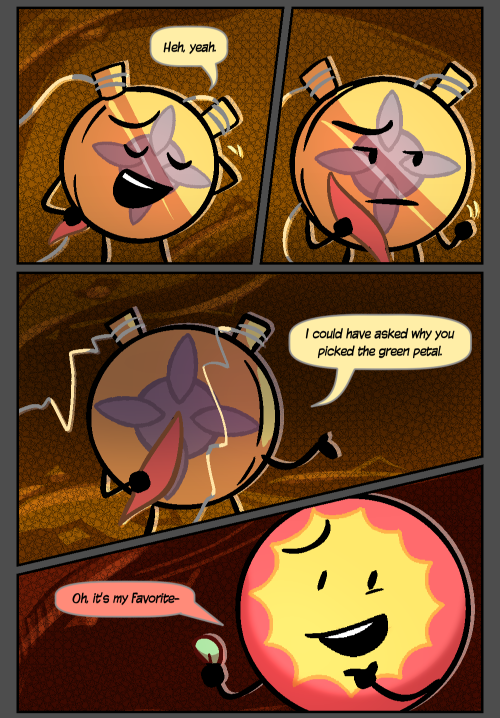 Heh, yeah.
I could have asked why you
picked the green petal.
Oh, it's my Favorite-